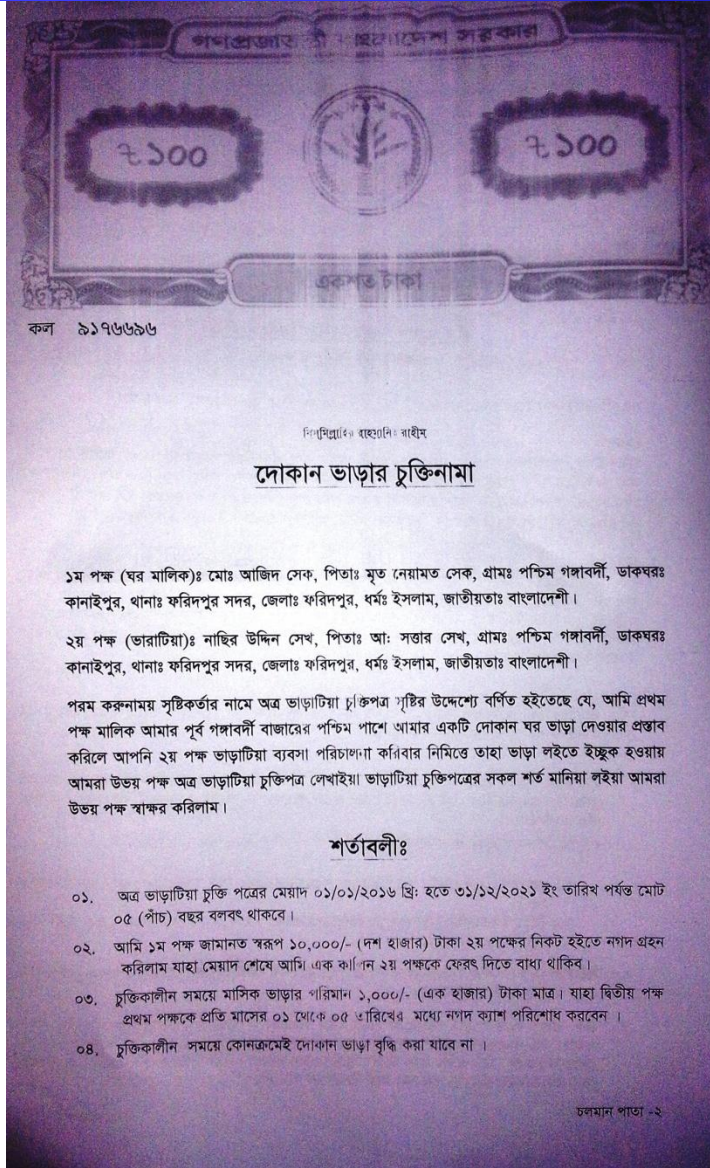 গণপ্রজাতন্ত্রী বাংলাদেশ সরকার
৳১০০ ৳১০০
একশত টাকা
কল ৯১৭৬৬৯৬
বিসমিল্লাহির রাহমানির রাহীম
দোকান ভাড়ার চুক্তিনামা
১ম পক্ষ (ঘর মালিক)ঃ মোঃ আজিদ সেক, পিতাঃ মৃত নেয়ামত সেক, গ্রামঃ পশ্চিম গঙ্গাবর্দী, ডাকঘরঃ
কানাইপুর, থানাঃ ফরিদপুর সদর, জেলাঃ ফরিদপুর, ধর্মঃ ইসলাম, জাতীয়তাঃ বাংলাদেশী।
২য় পক্ষ (ভারাটিয়া)ঃ নাছির উদ্দিন সেখ, পিতাঃ আঃ সত্তার সেখ, গ্রামঃ পশ্চিম গঙ্গাবর্দী, ডাকঘরঃ
কানাইপুর, থানাঃ ফরিদপুর সদর, জেলাঃ ফরিদপুর, ধর্মঃ ইসলাম, জাতীয়তাঃ বাংলাদেশী।
পরম করুনাময় সৃষ্টিকর্তার নামে অত্র ভাড়াটিয়া চুক্তিপত্র সৃষ্টির উদ্দেশ্যে বর্ণিত হইতেছে যে, আমি প্রথম
পক্ষ মালিক আমার পূর্ব গঙ্গাবর্দী বাজারের পশ্চিম পাশে আমার একটি দোকান ঘর ভাড়া দেওয়ার প্রস্তাব
করিলে আপনি ২য় পক্ষ ভাড়াটিয়া ব্যবসা পরিচালনা করিবার নিমিত্তে তাহা ভাড়া লইতে ইচ্ছুক হওয়ায়
আমরা উভয় পক্ষ অত্র ভাড়াটিয়া চুক্তিপত্র লেখাইয়া ভাড়াটিয়া চুক্তিপত্রের সকল শর্ত মানিয়া লইয়া আমরা
উভয় পক্ষ স্বাক্ষর করিলাম।
শর্তাবলীঃ
০১. অত্র ভাড়াটিয়া চুক্তি পত্রের মেয়াদ ০১/০১/২০১৬ খ্রিঃ হতে ৩১/১২/২০২১ ইং তারিখ পর্যন্ত মোট
০৫ (পাঁচ) বছর বলবৎ থাকবে।
০২. আমি ১ম পক্ষ জামানত স্বরূপ ১০,০০০/- (দশ হাজার) টাকা ২য় পক্ষের নিকট হইতে নগদ গ্রহন
করিলাম যাহা মেয়াদ শেষে আমি এক কালিন ২য় পক্ষকে ফেরৎ দিতে বাধ্য থাকিব।
০৩. চুক্তিকালীন সময়ে মাসিক ভাড়ার পরিমান ১,০০০/- (এক হাজার) টাকা মাত্র। যাহা দ্বিতীয় পক্ষ
প্রথম পক্ষকে প্রতি মাসের ০১ থেকে ০৫ তারিখের মধ্যে নগদ ক্যাশ পরিশোধ করবেন ।
০৪. চুক্তিকালীন সময়ে কোনক্রমেই দোকান ভাড়া বৃদ্ধি করা যাবে না ।
চলমান পাতা -২